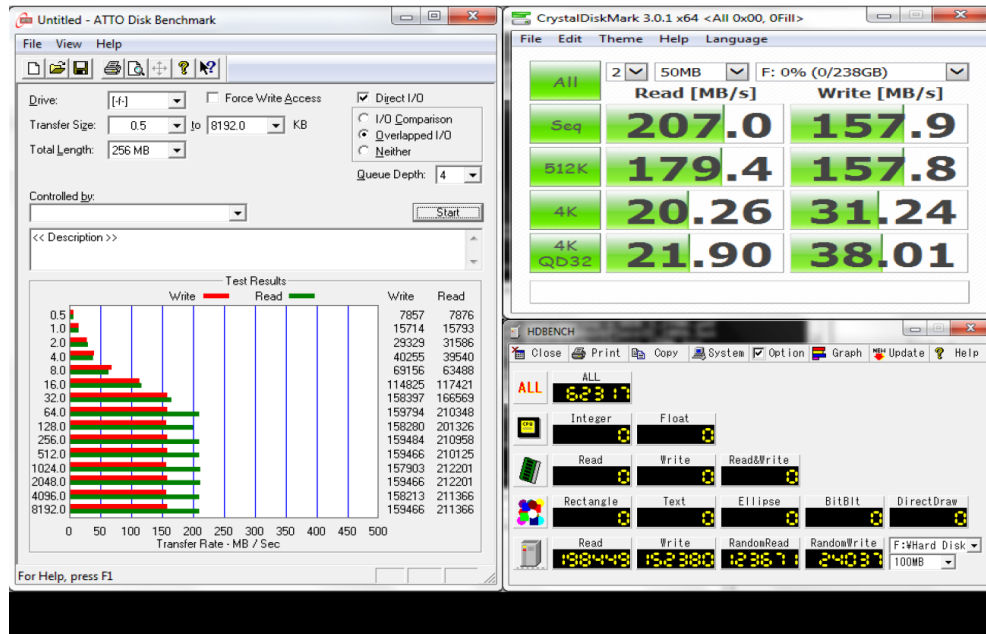 Untitled - ATTO Disk Benchmark
File View Help
Drive: [-f-] Force Write Access Direct I/O
Transfer Size: 0.5 to 8192.0 KB I/O Comparison
Overlapped I/O
Total Length: 256 MB Neither
Queue Depth: 4
Controlled by:
Start
<< Description >>
Test Results
Write Read Write Read
0.5 7857 7876
1.0 15714 15793
2.0 29329 31586
4.0 40255 39540
8.0 69156 63488
16.0 114825 117421
32.0 158397 166569
64.0 159794 210348
128.0 158280 201326
256.0 159484 210958
512.0 159466 210125
1024.0 157903 212201
2048.0 159466 212201
4096.0 158213 211366
8192.0 159466 211366
0 50 100 150 200 250 300 350 400 450 500
Transfer Rate - MB / Sec
For Help, press F1
CrystalDiskMark 3.0.1 x64 <All 0x00, 0Fill>
File Edit Theme Help Language
All 2 50MB F: 0% (0/238GB)
Read [MB/s] Write [MB/s]
Seq 207.0 157.9
512K 179.4 157.8
4K 20.26 31.24
4K QD32 21.90 38.01
HDBENCH
Close Print Copy System Option Graph NEW Update Help
ALL
ALL 62317
Integer Float
CPU 0 0
Read Write Read&Write
0 0 0
Rectangle Text Ellipse BitBlt DirectDraw
0 0 0 0 0
Read Write RandomRead RandomWrite F:¥Hard Disk
198449 152380 123671 24037 100MB